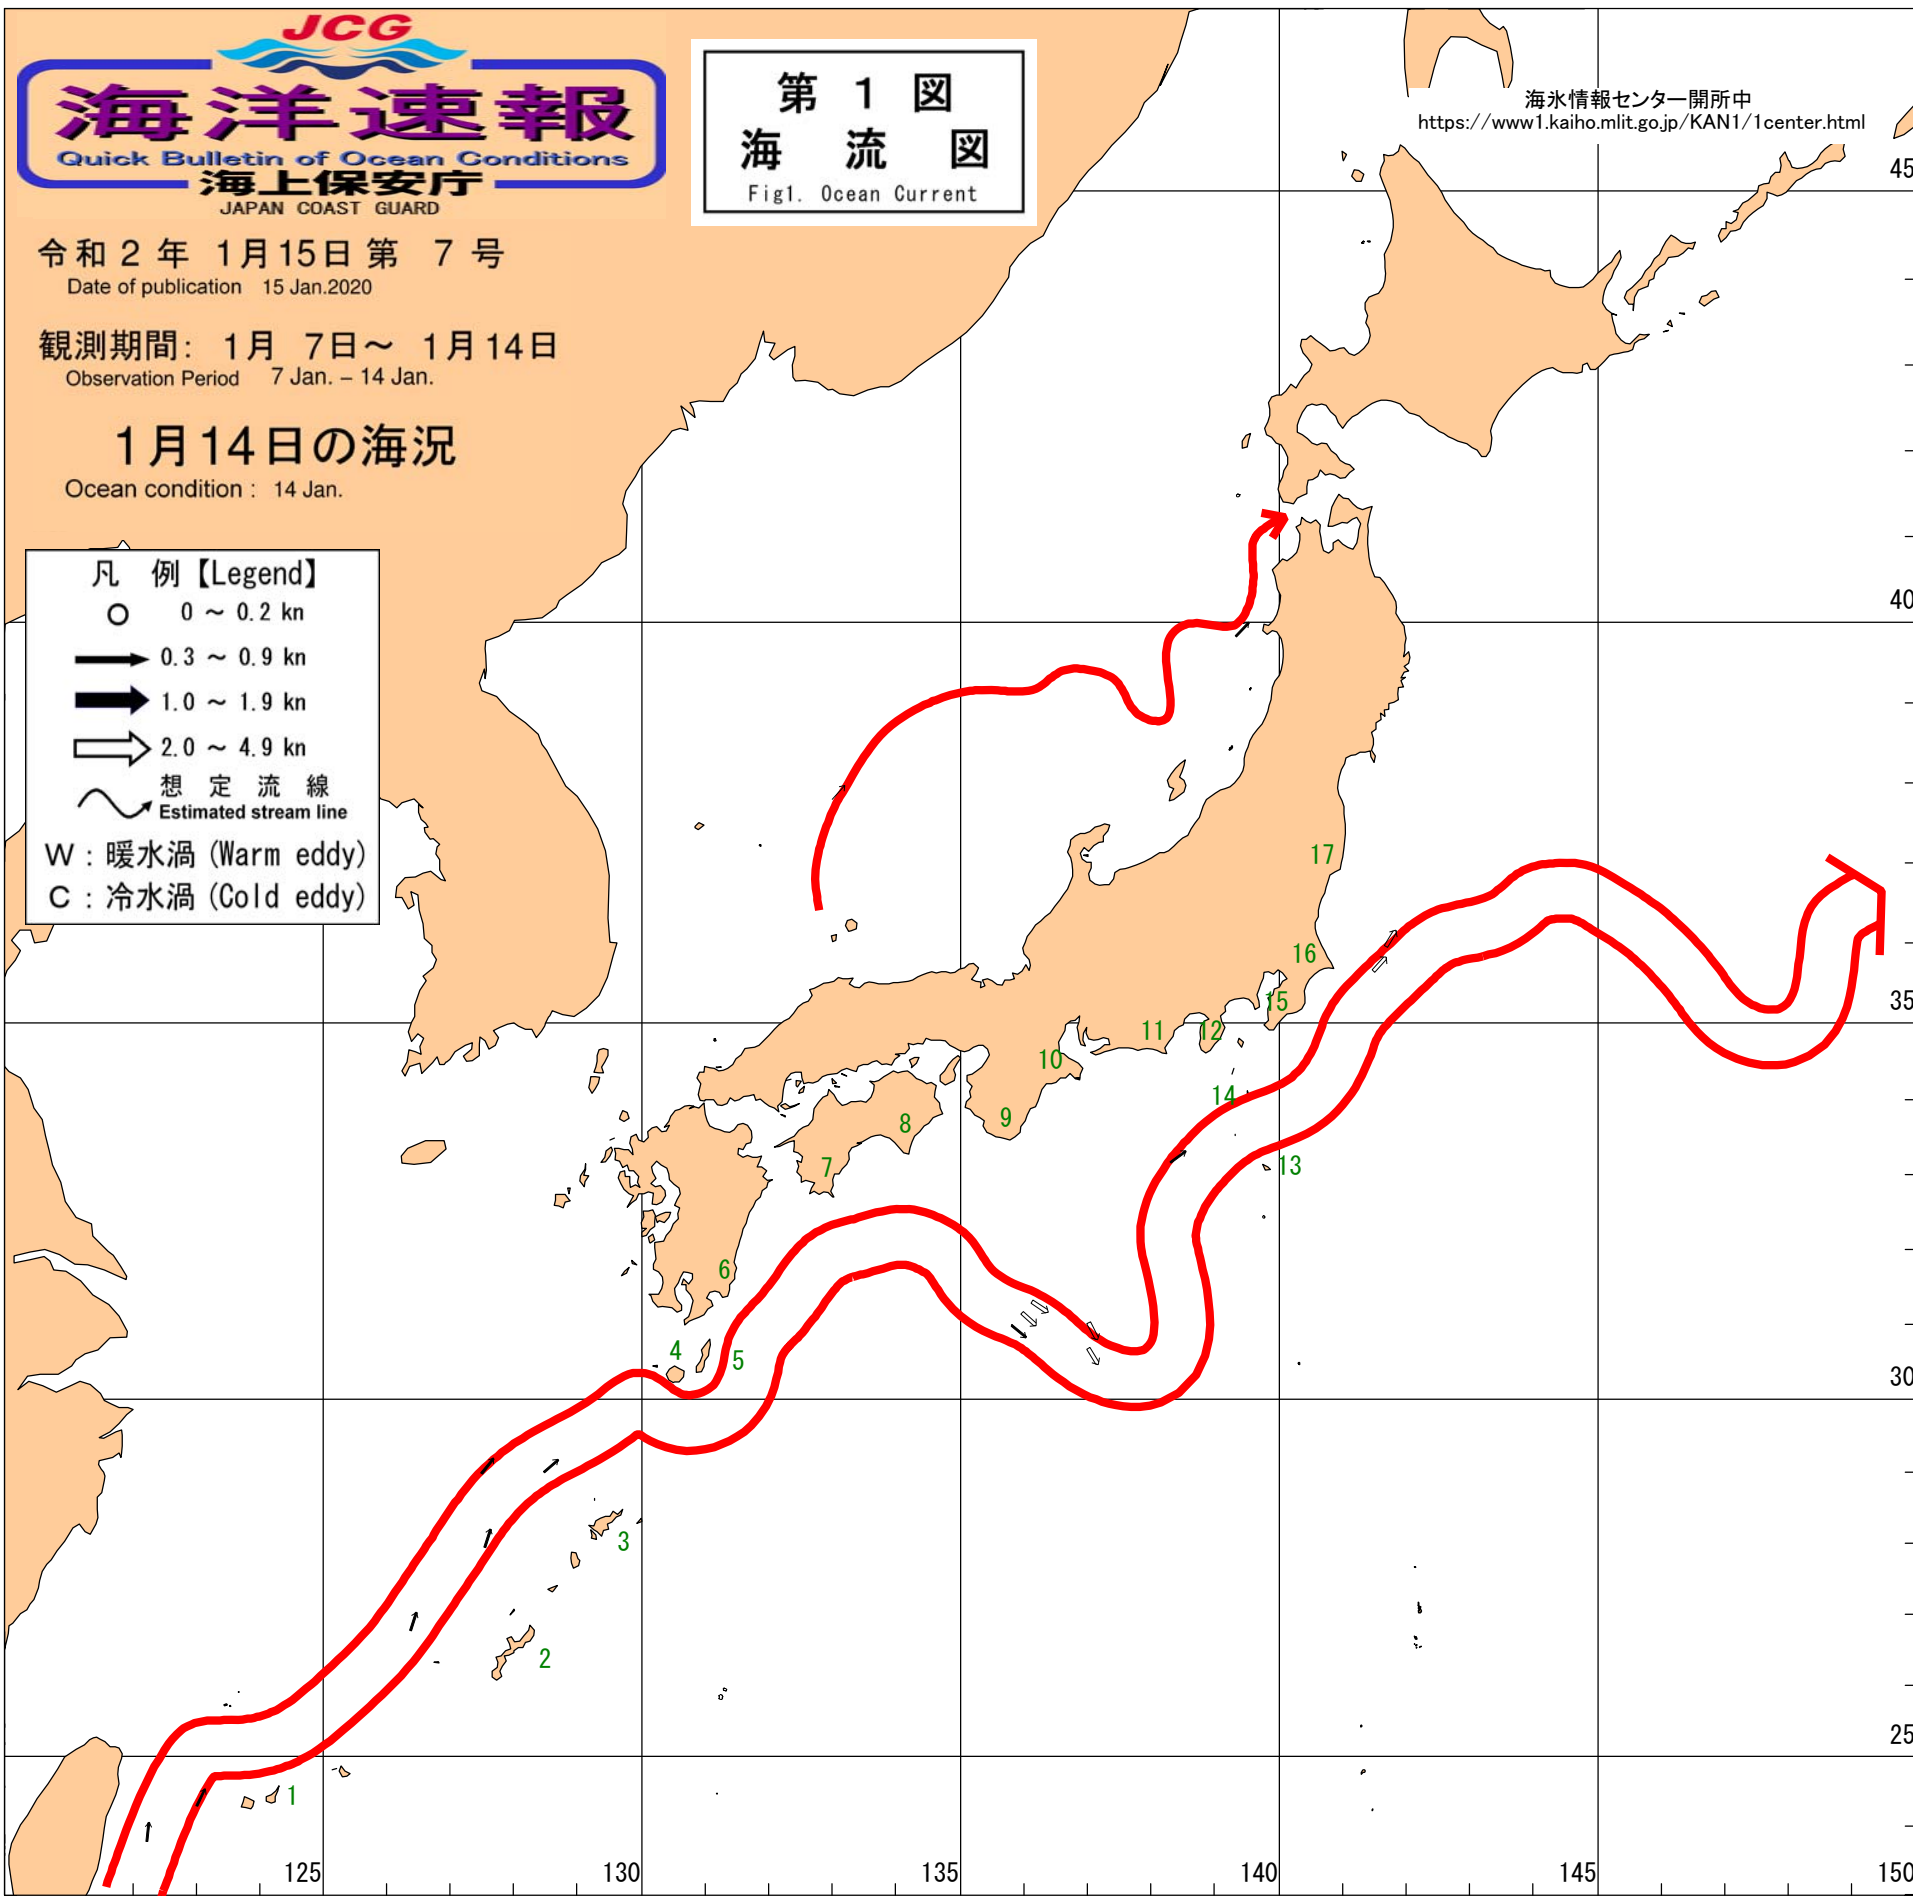 JCG
海洋速報
Quick Bulletin of Ocean Conditions
海上保安庁
JAPAN COAST GUARD
第 1 図
海 流 図
Fig1. Ocean Current
海氷情報センター開所中
https://www1.kaiho.mlit.go.jp/KAN1/1center.html
令和 2 年 1月15日 第 7 号
Date of publication 15 Jan.2020
観測期間: 1月 7日～ 1月14日
Observation Period 7 Jan. – 14 Jan.
1月14日の海況
Ocean condition : 14 Jan.
凡 例【Legend】
0 ～ 0.2 kn
0.3 ～ 0.9 kn
1.0 ～ 1.9 kn
2.0 ～ 4.9 kn
想 定 流 線
Estimated stream line
W : 暖水渦 (Warm eddy)
C : 冷水渦 (Cold eddy)
45
40
17
16
35
15
11
12
10
14
9
8
13
7
6
4
5
30
3
2
25
1
125
130
135
140
145
150